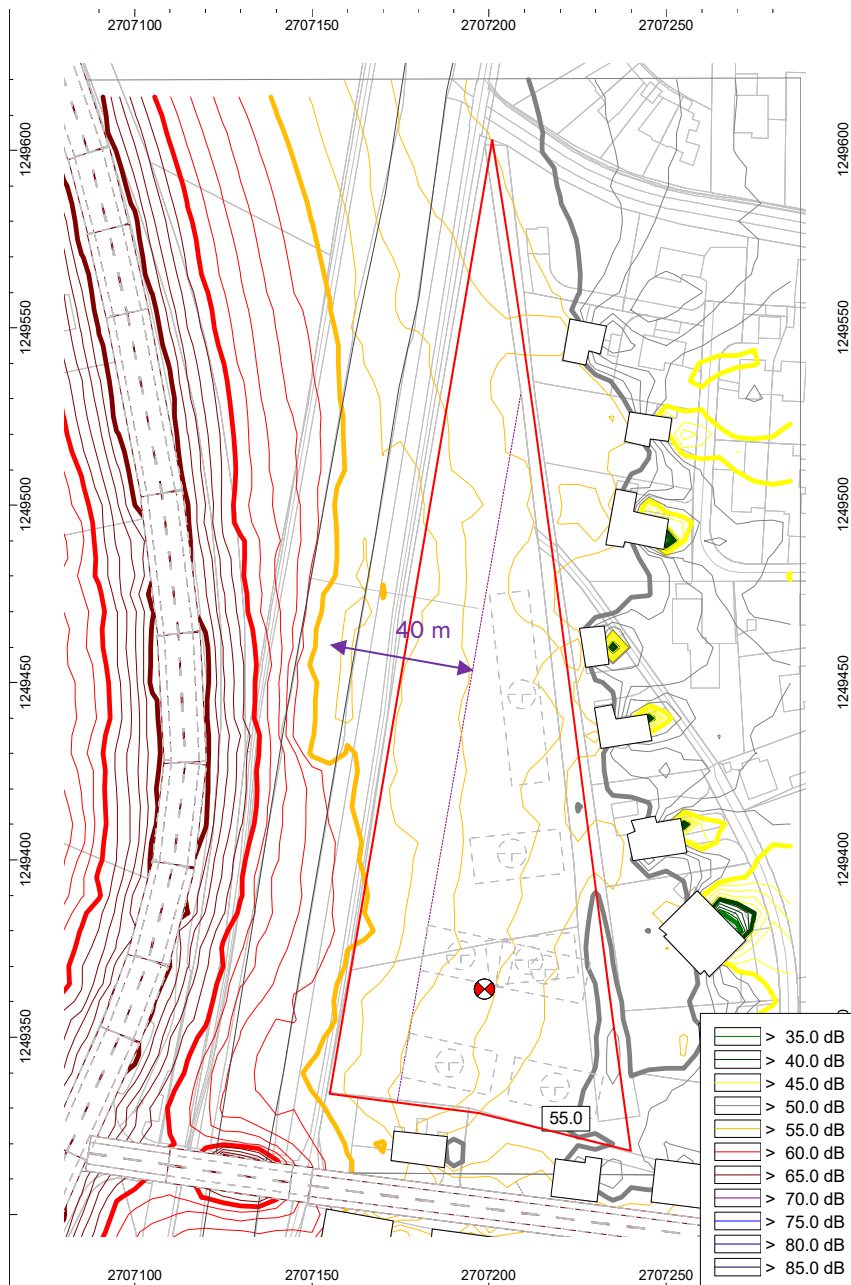 2707100 2707150 2707200 2707250
1249600 1249600
1249550 1249550
1249500 1249500
40 m
1249450 1249450
1249400 1249400
1249350
> 35.0 dB
> 40.0 dB
> 45.0 dB
> 50.0 dB
55.0
> 55.0 dB
> 60.0 dB
> 65.0 dB
> 70.0 dB
> 75.0 dB
> 80.0 dB
> 85.0 dB
2707100 2707150 2707200 2707250